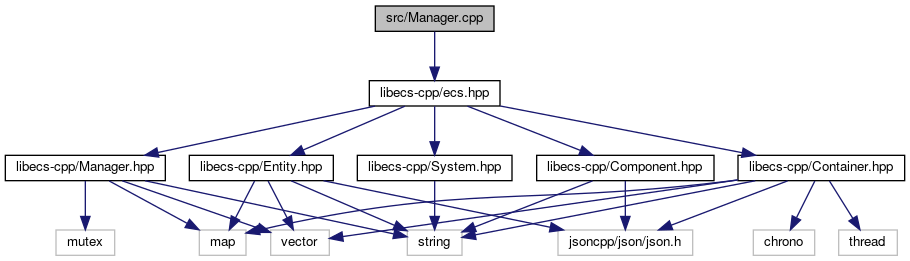 src/Manager.cpp
libecs-cpp/ecs.hpp
libecs-cpp/Manager.hpp
libecs-cpp/Entity.hpp
libecs-cpp/System.hpp
libecs-cpp/Component.hpp
libecs-cpp/Container.hpp
mutex
map
vector
string
jsoncpp/json/json.h
chrono
thread